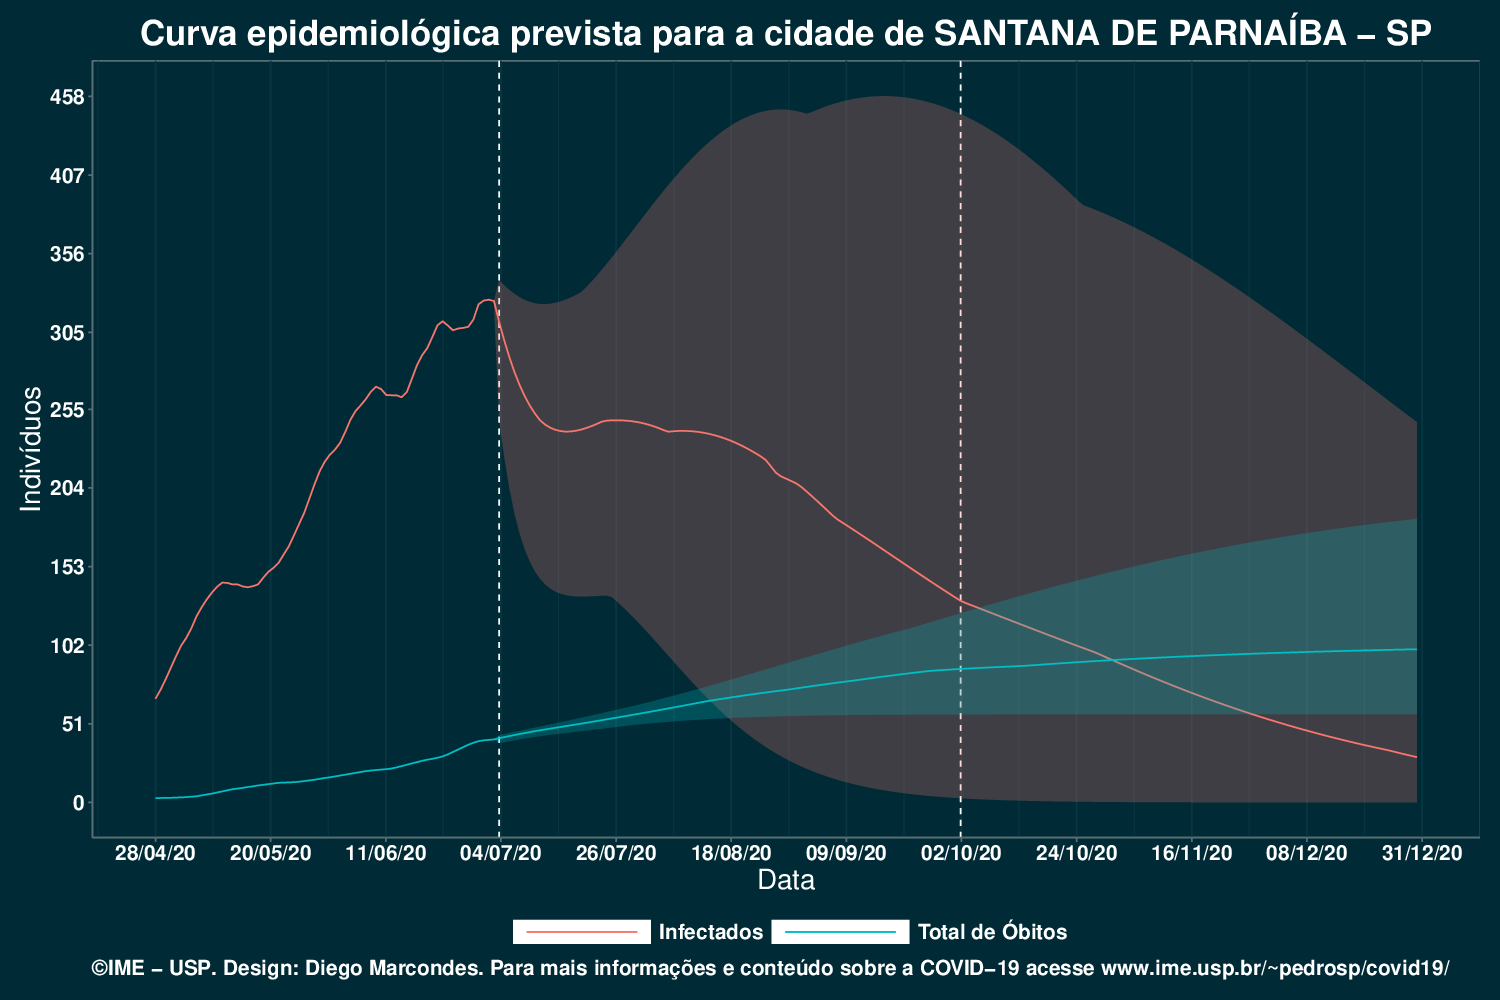 Curva epidemiológica prevista para a cidade de SANTANA DE PARNAÍBA – SP
Indivíduos
458
407
356
305
255
204
153
102
51
0
28/04/20 20/05/20 11/06/20 04/07/20 26/07/20 18/08/20 09/09/20 02/10/20 24/10/20 16/11/20 08/12/20 31/12/20
Data
Infectados Total de Óbitos
©IME – USP. Design: Diego Marcondes. Para mais informações e conteúdo sobre a COVID–19 acesse www.ime.usp.br/~pedrosp/covid19/